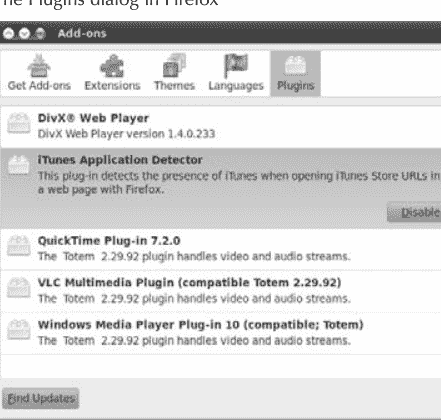 he Plugins dialog in Firefox
Add-ons
Get Add-ons Extensions Themes Languages Plugins
DivX® Web Player
DivX Web Player version 1.4.0.233
iTunes Application Detector
This plug-in detects the presence of iTunes when opening iTunes Store URLs in
a web page with Firefox.
Disable
QuickTime Plug-in 7.2.0
The Totem 2.29.92 plugin handles video and audio streams.
VLC Multimedia Plugin (compatible Totem 2.29.92)
The Totem 2.29.92 plugin handles video and audio streams.
Windows Media Player Plug-in 10 (compatible; Totem)
The Totem 2.29.92 plugin handles video and audio streams.
Find Updates